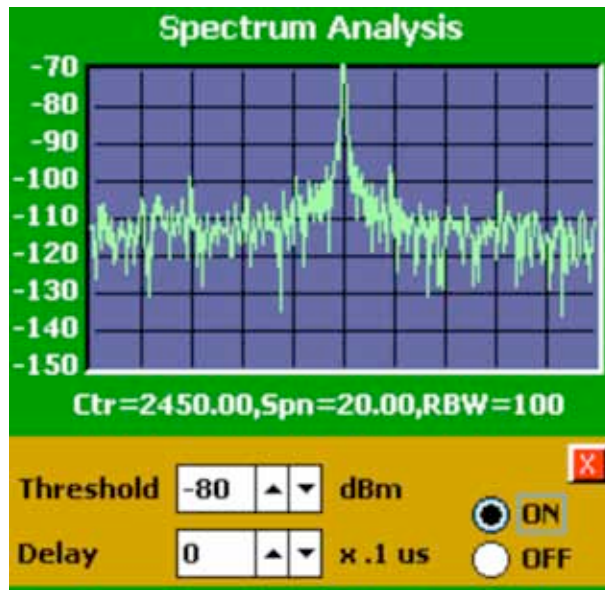 Spectrum Analysis
-70
-80
-90
-100
-110
-120
-130
-140
-150
Ctr=2450.00,Spn=20.00,RBW=100
X
Threshold -80 dBm
ON
Delay 0 x .1 us
OFF